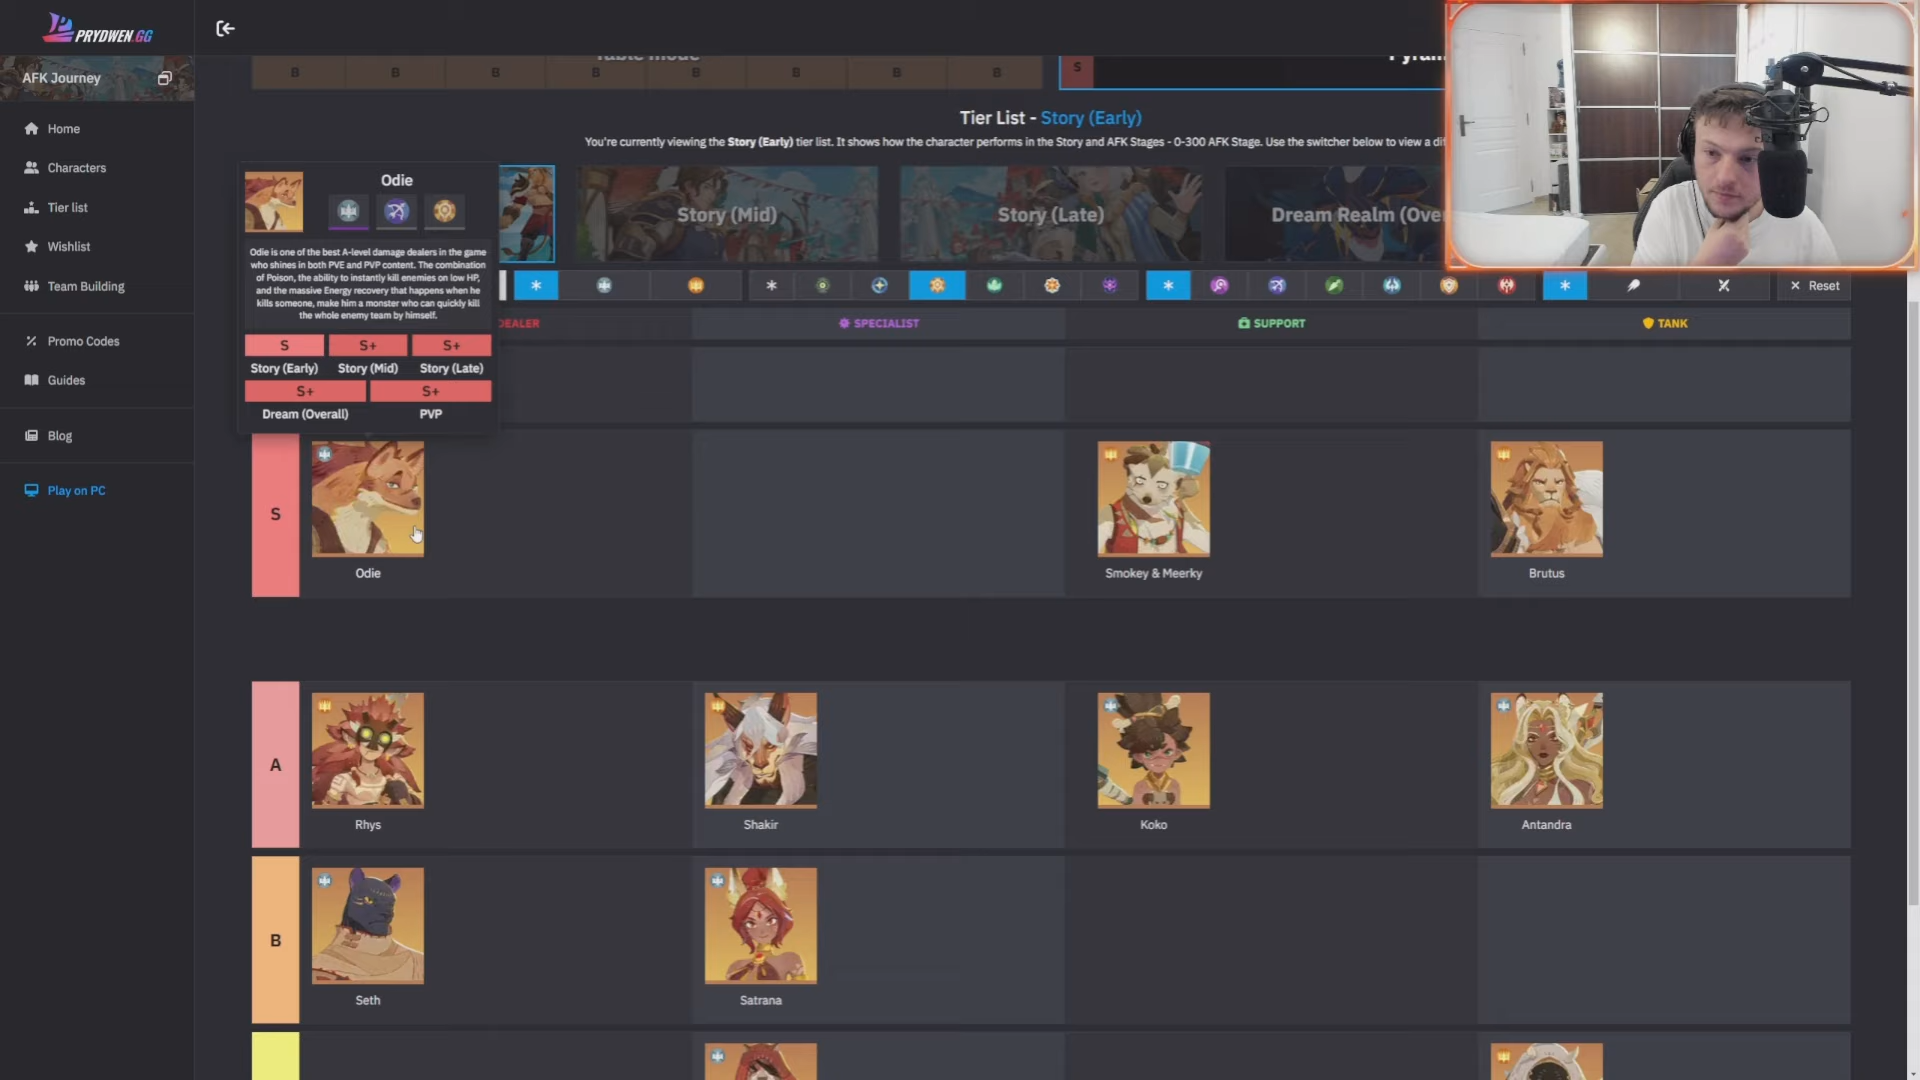 PRYDWEN.GG
AFK Journey
Home
Characters
Tier list
Wishlist
Team Building
Promo Codes
Guides
Blog
Play on PC
Table mode
B B B B B B B B
S
Tier List - Story (Early)
You're currently viewing the Story (Early) tier list. It shows how the character performs in the Story and AFK Stages - 0-300 AFK Stage. Use the switcher below to view a dif
Story (Mid)
Story (Late)
Dream Realm (Over
Reset
Odie
Odie is one of the best A-level damage dealers in the game
who shines in both PVE and PVP content. The combination
of Poison, the ability to instantly kill enemies on low HP,
and the massive Energy recovery that happens when he
kills someone, make him a monster who can quickly kill
the whole enemy team by himself.
S S+ S+
Story (Early) Story (Mid) Story (Late)
S+ S+
Dream (Overall) PVP
DEALER
SPECIALIST
SUPPORT
TANK
S
Odie
Smokey & Meerky
Brutus
A
Rhys
Shakir
Koko
Antandra
B
Seth
Satrana